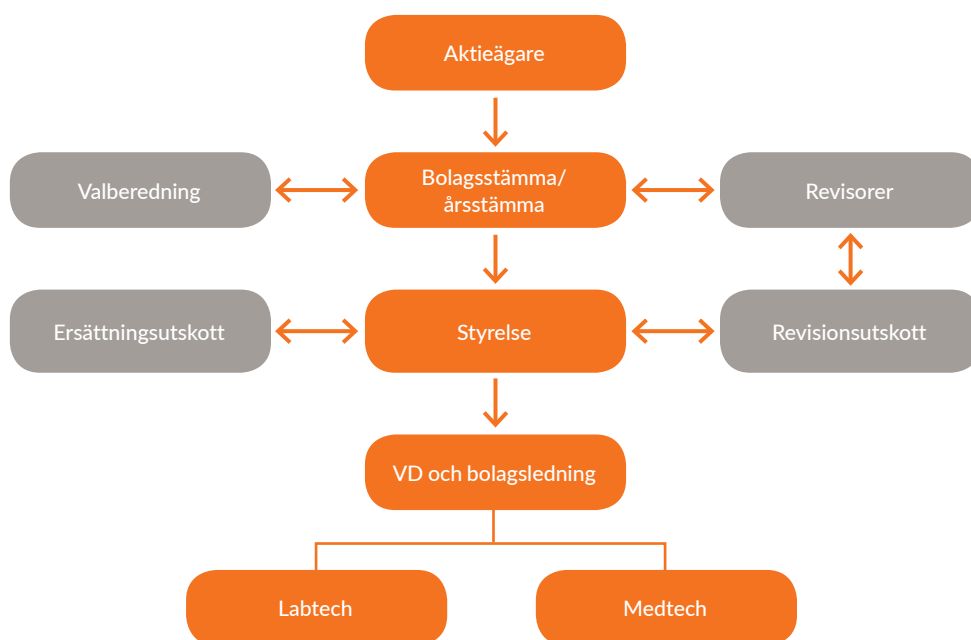 Aktieägare
Valberedning
Bolagsstämma/
årsstämma
Revisorer
Ersättningsutskott
Styrelse
Revisionsutskott
VD och bolagsledning
Labtech
Medtech